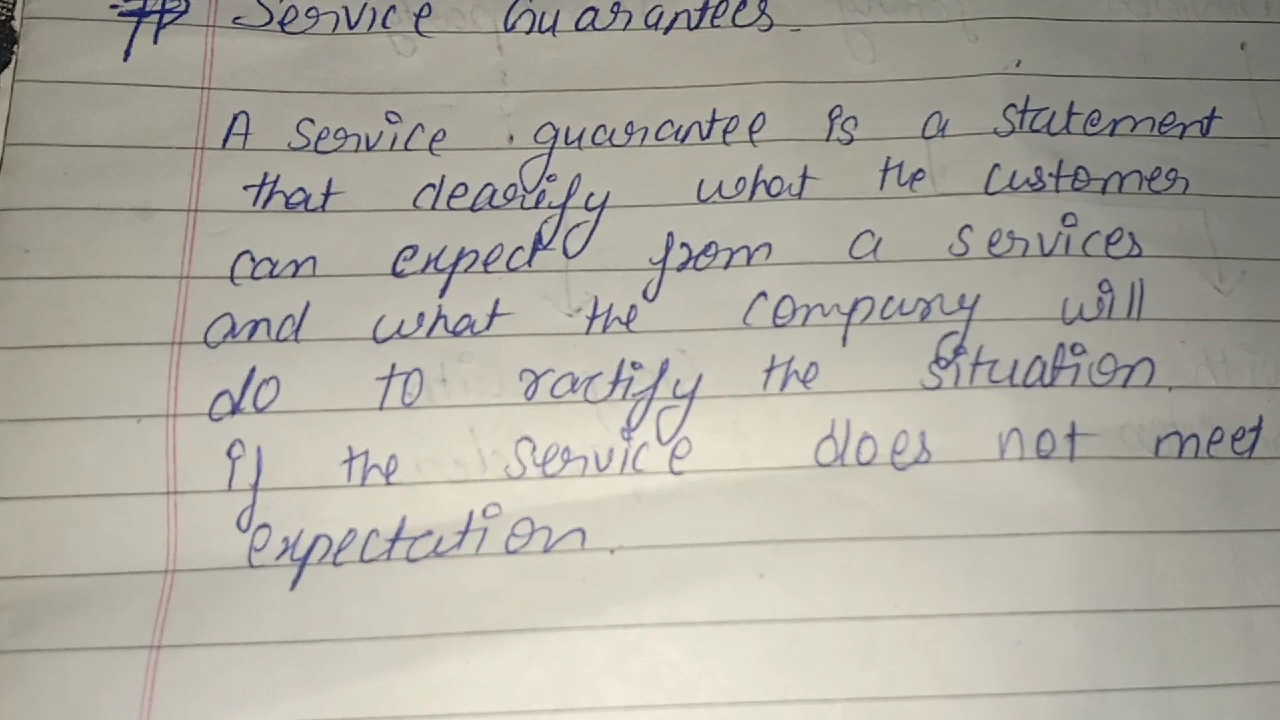 Service Guarantees
A service guarantee is a statement
that clearify what the customer
can expect from a services
and what the company will
do to ractify the situation
if the service does not meet
expectation.